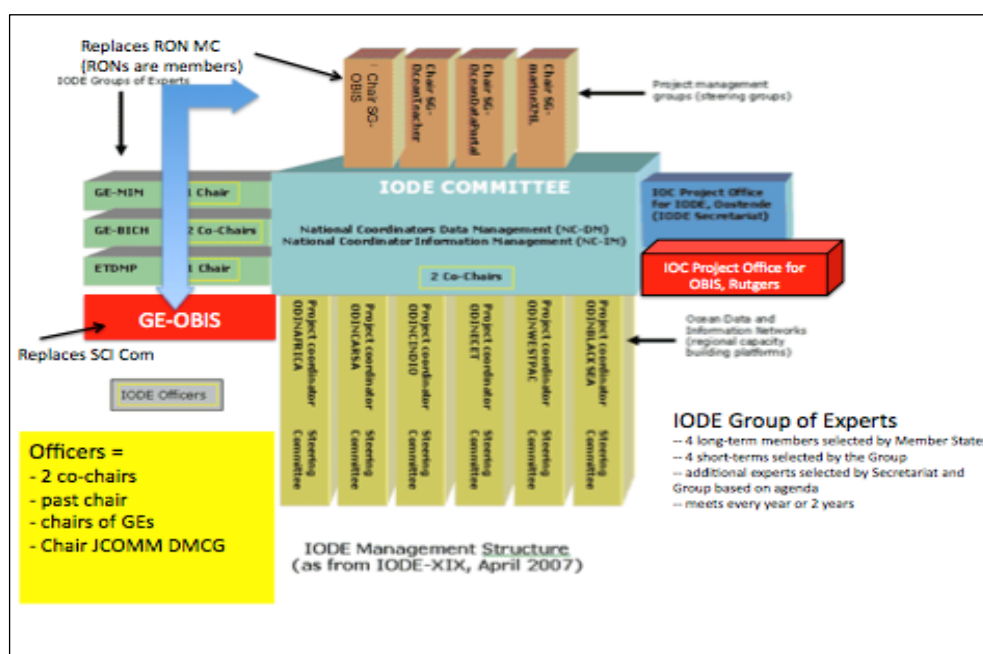 Replaces RON MC
(RONs are members)
IODE Groups of Experts
Chair SG-
OBIS
Chair SG-
OceanTeacher
Chair SG-
OceanDataPortal
Chair SG-
MarineXML
Project management
groups (steering groups)
GE-MIM
1 Chair
GE-BICH
2 Co-Chairs
ETDMP
1 Chair
GE-OBIS
Replaces SCI Com
IODE COMMITTEE
National Coordinators Data Management (NC-DM)
National Coordinator Information Management (NC-IM)
2 Co-Chairs
IOC Project Office
for IODE, Oostende
(IODE Secretariat)
IOC Project Office for
OBIS, Rutgers
Project coordinator
ODINAFRICA
Project coordinator
ODINCARSA
Project coordinator
ODINCINDIO
Project coordinator
ODINECET
Project coordinator
ODINWESTPAC
Project coordinator
ODINBLACKSEA
Steering
Committee
Steering
Committee
Steering
Committee
Steering
Committee
Steering
Committee
Steering
Committee
Ocean Data and
Information Networks
(regional capacity
building platforms)
IODE Officers
Officers =
- 2 co-chairs
- past chair
- chairs of GEs
- Chair JCOMM DMCG
IODE Group of Experts
-- 4 long-term members selected by Member State
-- 4 short-terms selected by the Group
-- additional experts selected by Secretariat and
Group based on agenda
-- meets every year or 2 years
IODE Management Structure
(as from IODE-XIX, April 2007)